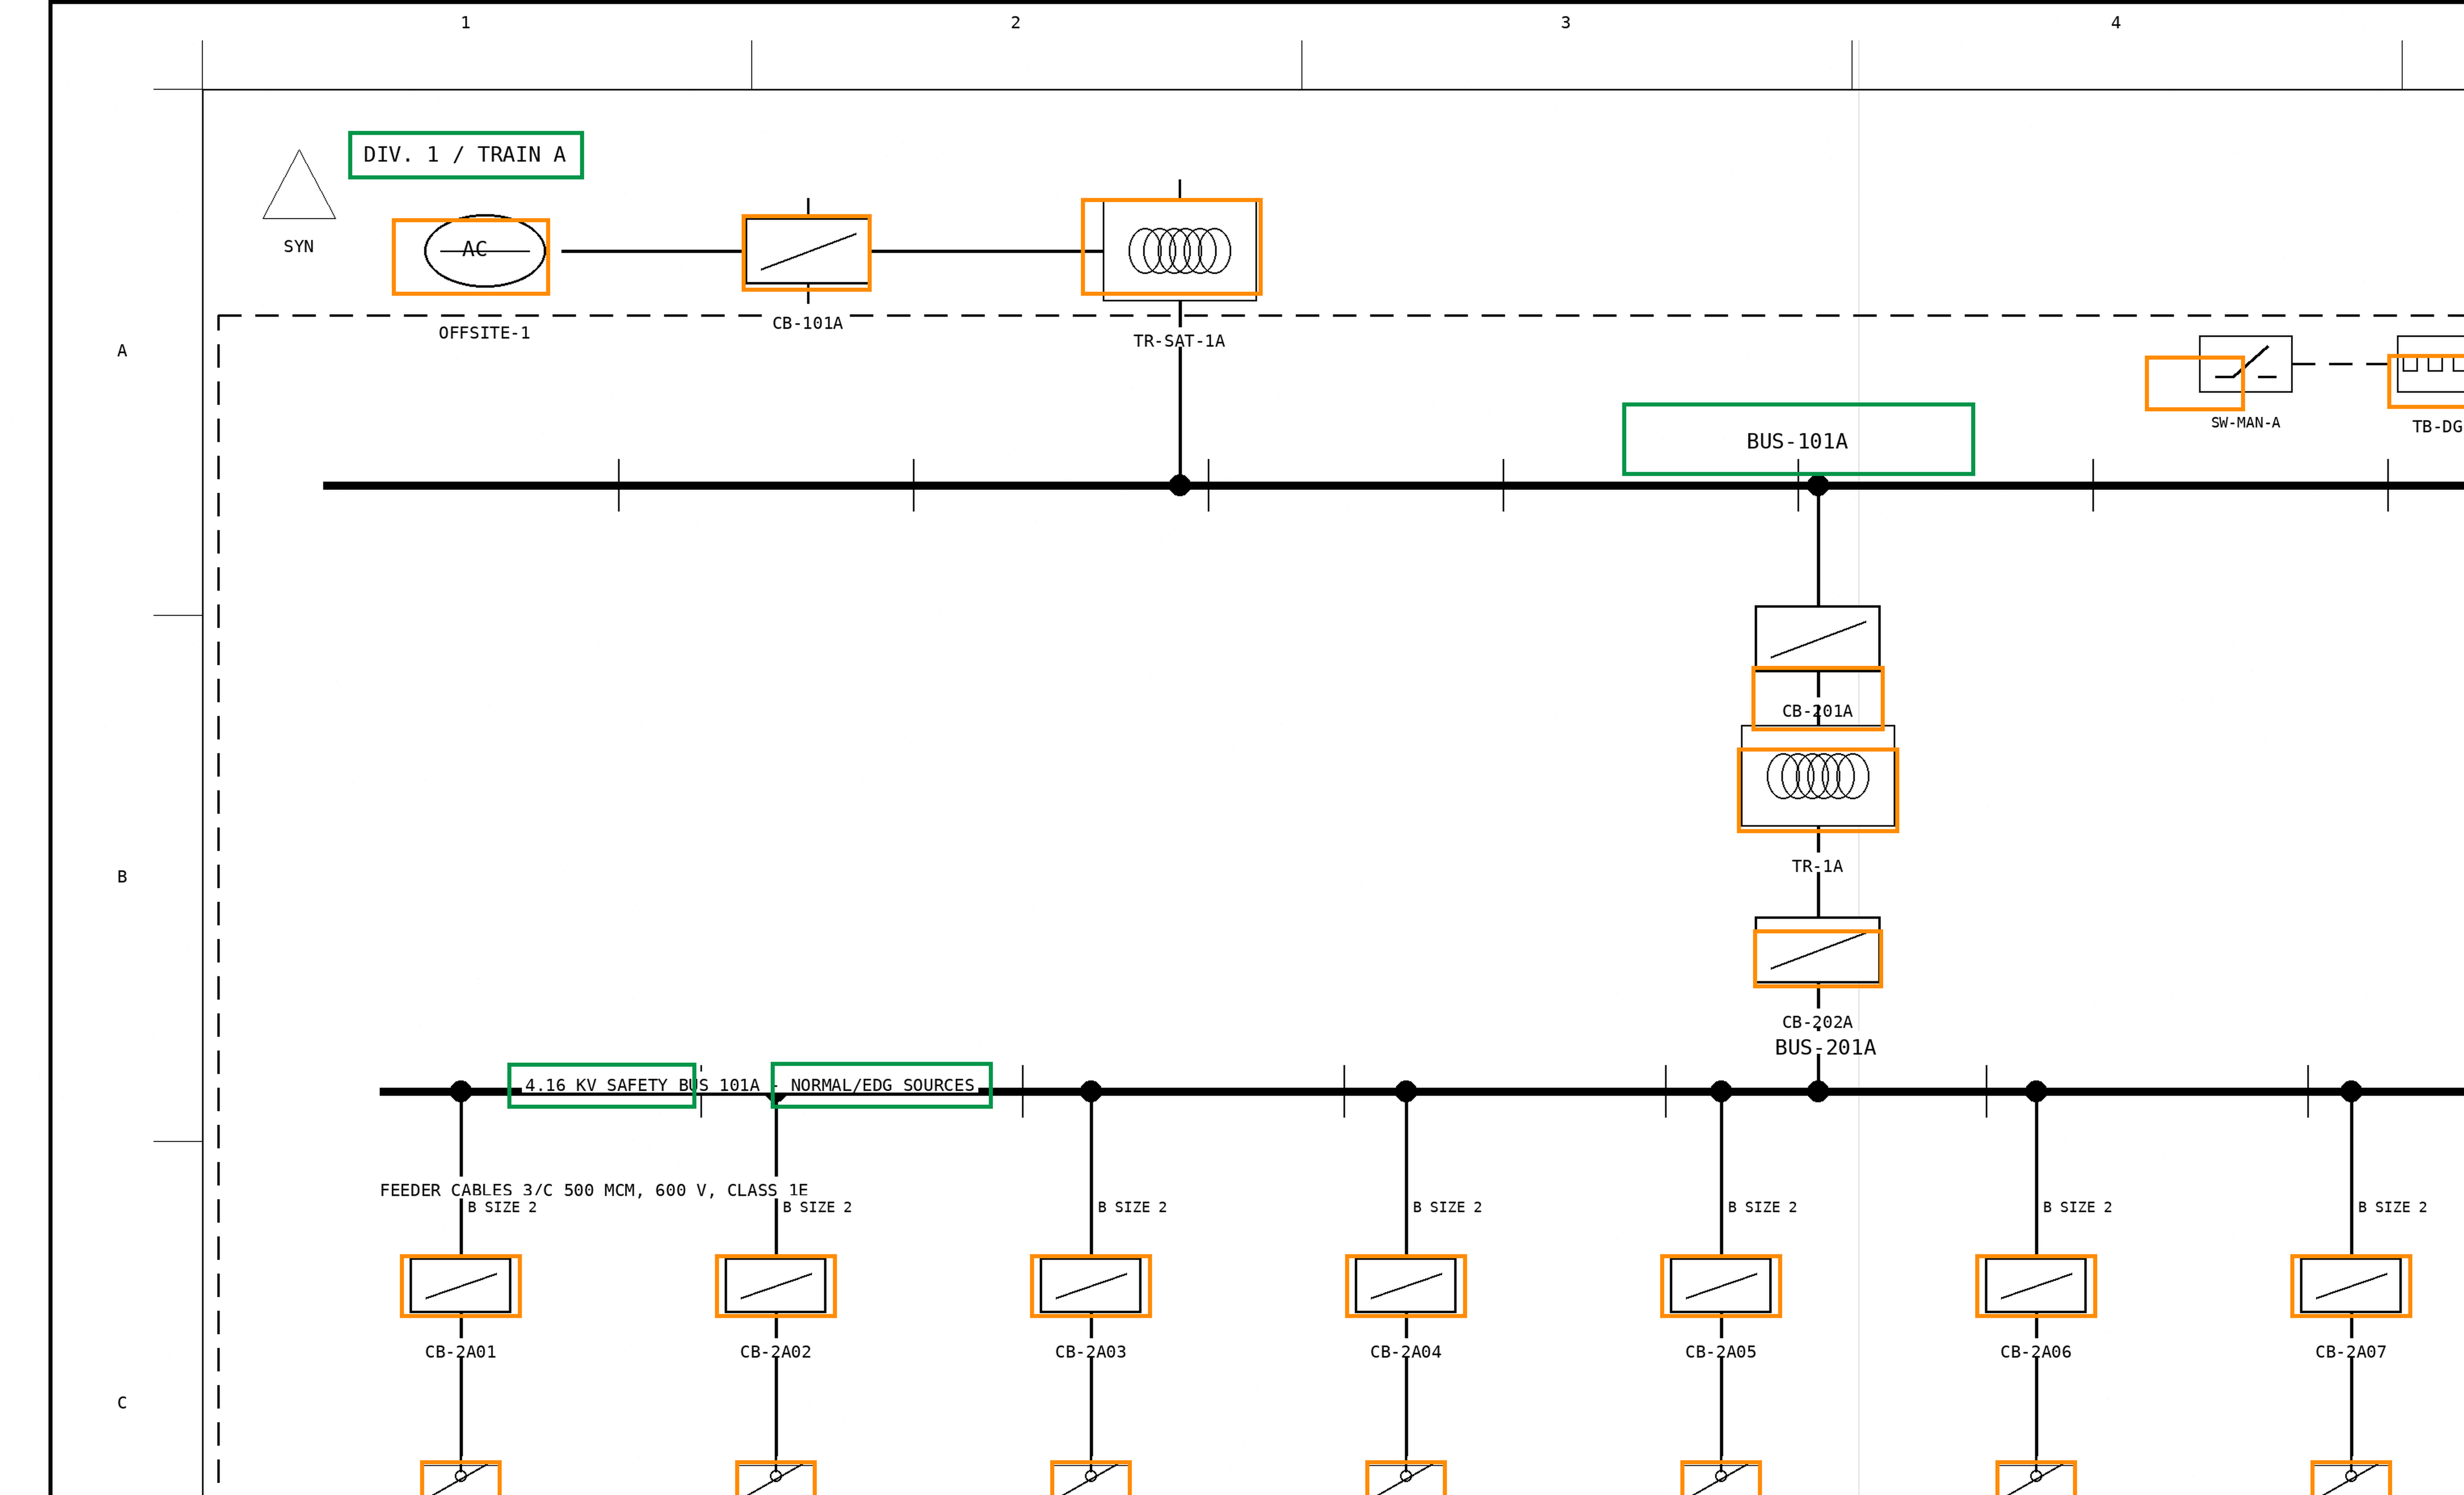 1 2 3 4
DIV. 1 / TRAIN A
SYN
AC
OFFSITE-1
CB-101A
TR-SAT-1A
A
SW-MAN-A
TB-DG
BUS-101A
CB-201A
B
TR-1A
CB-202A
BUS-201A
4.16 KV SAFETY BUS 101A - NORMAL/EDG SOURCES
FEEDER CABLES 3/C 500 MCM, 600 V, CLASS 1E
B SIZE 2 B SIZE 2 B SIZE 2 B SIZE 2 B SIZE 2 B SIZE 2 B SIZE 2
CB-2A01 CB-2A02 CB-2A03 CB-2A04 CB-2A05 CB-2A06 CB-2A07
C